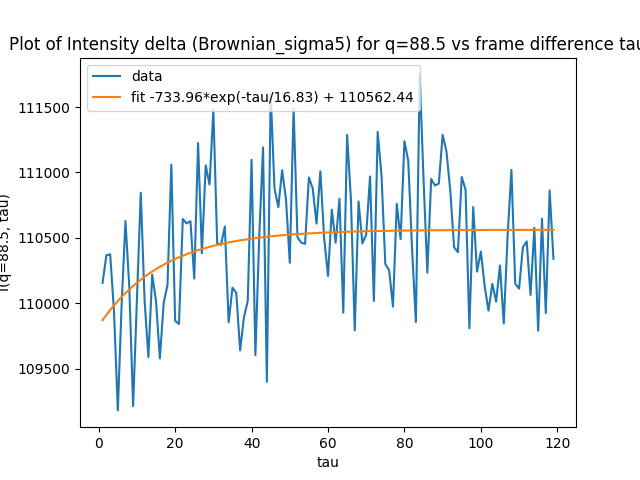 Plot of Intensity delta (Brownian_sigma5) for q=88.5 vs frame difference tau
data
fit -733.96*exp(-tau/16.83) + 110562.44
111500
111000
110500
110000
109500
I(q=88.5, tau)
0
20
40
60
80
100
120
tau